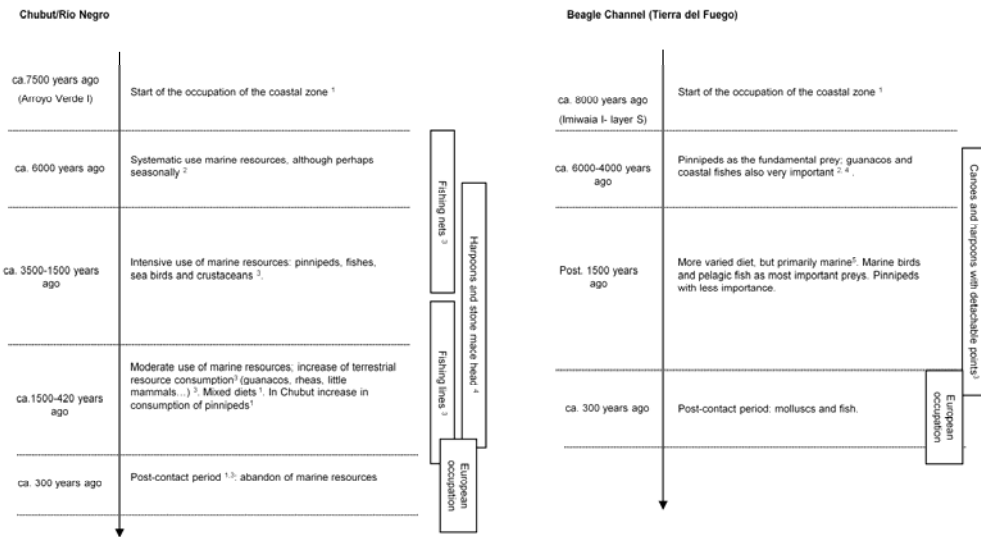 Chubut/Río Negro
ca.7500 years ago
(Arroyo Verde I)
Start of the occupation of the coastal zone ¹
ca. 6000 years ago
Systematic use marine resources, although perhaps
seasonally ²
ca. 3500-1500 years
ago
Intensive use of marine resources: pinnipeds, fishes,
sea birds and crustaceans ³.
ca.1500-420 years
ago
Moderate use of marine resources; increase of terrestrial
resource consumption³ (guanacos, rheas, little
mammals…) ³. Mixed diets ¹. In Chubut increase in
consumption of pinnipeds¹
ca. 300 years ago
Post-contact period ¹·³: abandon of marine resources
Fishing nets ³
Harpoons and stone mace head ⁴
Fishing lines ³
European
occupation
Beagle Channel (Tierra del Fuego)
ca. 8000 years ago
(Imiwaia I- layer S)
Start of the occupation of the coastal zone ¹
ca. 6000-4000 years
ago
Pinnipeds as the fundamental prey; guanacos and
coastal fishes also very important ²·⁴ .
Post. 1500 years
ago
More varied diet, but primarily marine⁵. Marine birds
and pelagic fish as most important preys. Pinnipeds
with less importance.
ca. 300 years ago
Post-contact period: molluscs and fish.
Canoes and harpoons with detachable points³
European
occupation